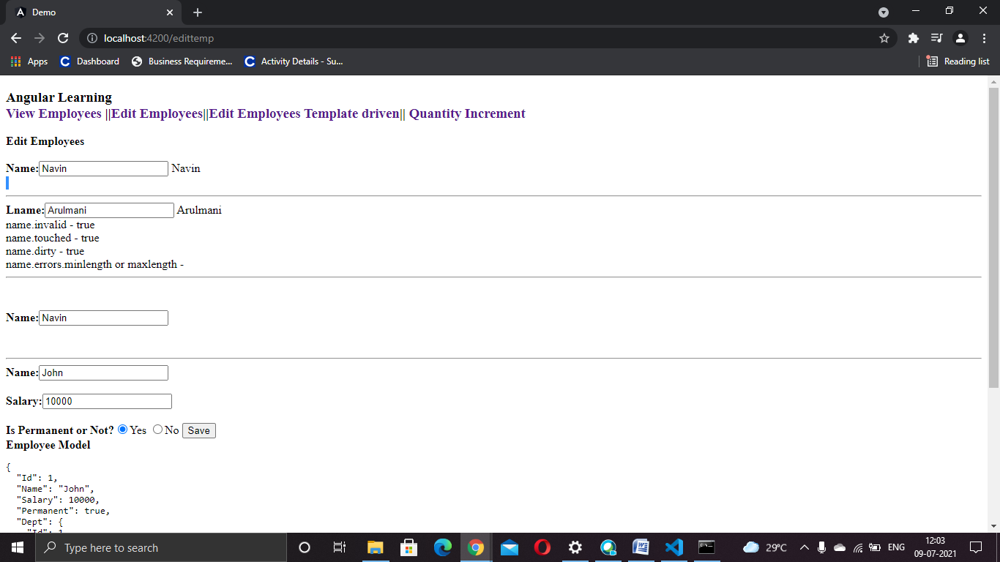 Demo
localhost:4200/edittemp
Apps Dashboard Business Requireme... Activity Details - Su... Reading list
Angular Learning
View Employees ||Edit Employees||Edit Employees Template driven|| Quantity Increment
Edit Employees
Name: Navin Navin
Lname: Arulmani Arulmani
name.invalid - true
name.touched - true
name.dirty - true
name.errors.minlength or maxlength -
Name: Navin
Name: John
Salary: 10000
Is Permanent or Not? Yes No Save
Employee Model
{
"Id": 1,
"Name": "John",
"Salary": 10000,
"Permanent": true,
"Dept": {
"Id": 1
Type here to search 29°C ENG 12:03
09-07-2021